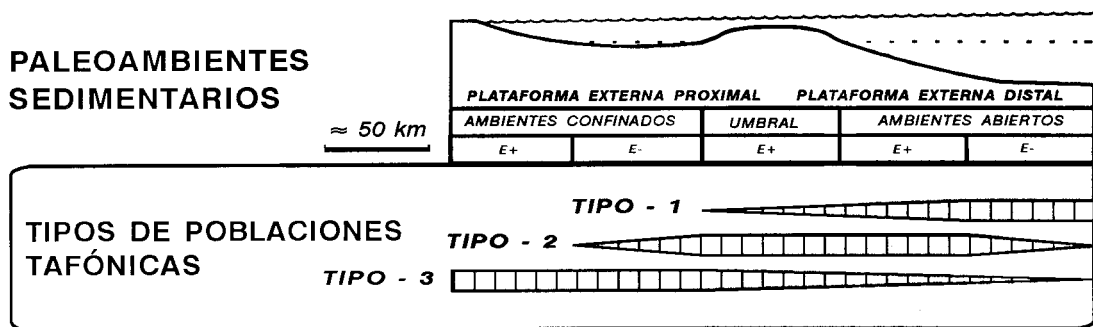 PALEOAMBIENTES
SEDIMENTARIOS
≈ 50 km
PLATAFORMA EXTERNA PROXIMAL PLATAFORMA EXTERNA DISTAL
AMBIENTES CONFINADOS UMBRAL AMBIENTES ABIERTOS
E+ E- E+ E+ E-
TIPOS DE POBLACIONES
TAFÓNICAS
TIPO - 1
TIPO - 2
TIPO - 3